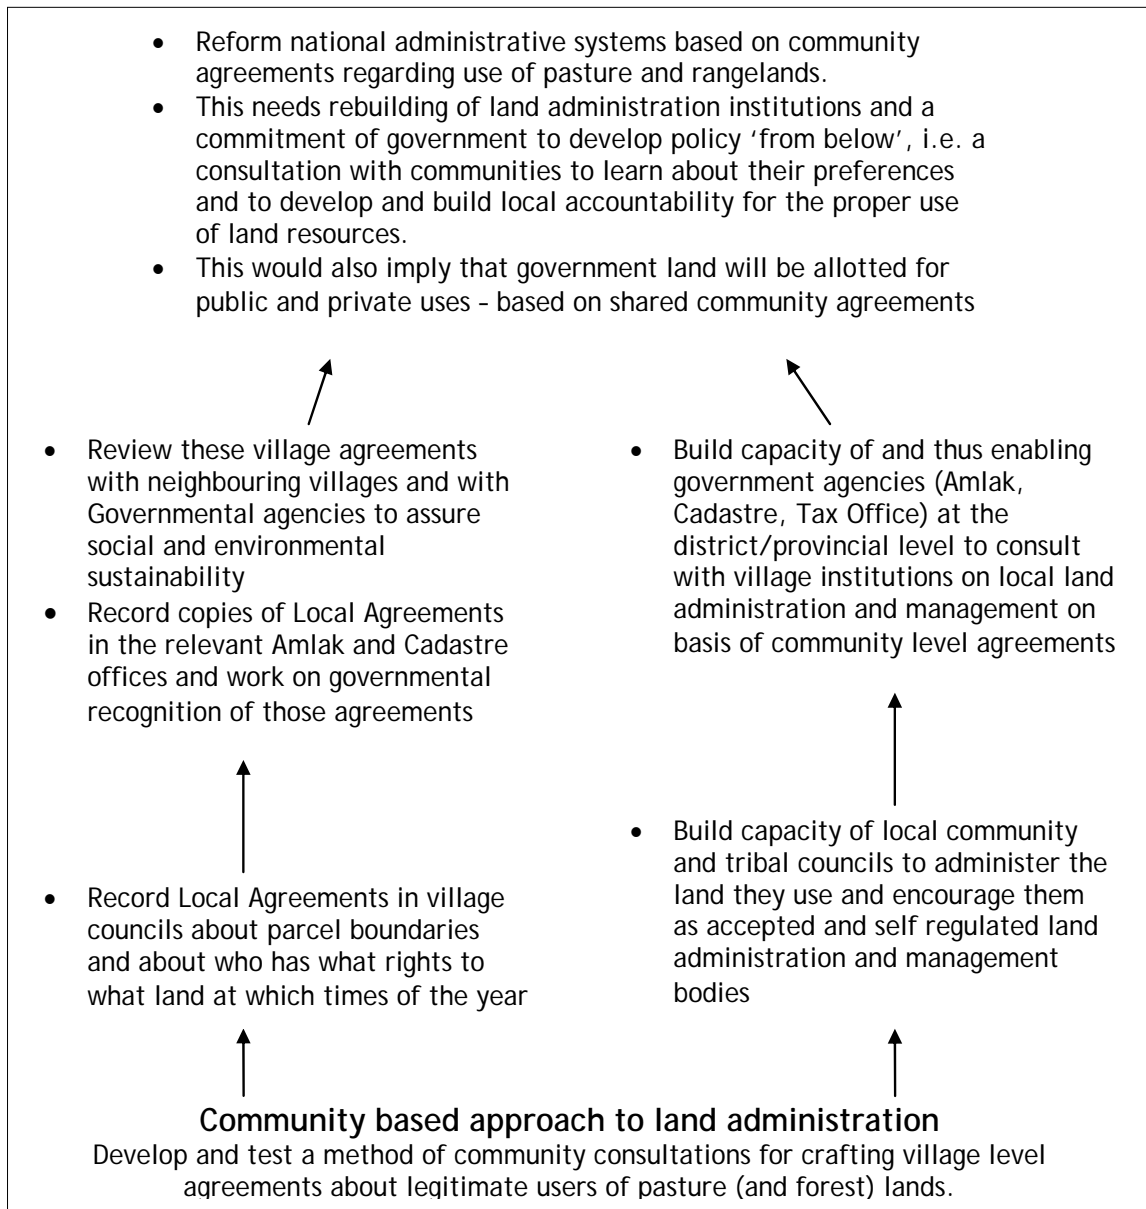 • Reform national administrative systems based on community
agreements regarding use of pasture and rangelands.
• This needs rebuilding of land administration institutions and a
commitment of government to develop policy ‘from below’, i.e. a
consultation with communities to learn about their preferences
and to develop and build local accountability for the proper use
of land resources.
• This would also imply that government land will be allotted for
public and private uses – based on shared community agreements
• Review these village agreements
with neighbouring villages and with
Governmental agencies to assure
social and environmental
sustainability
• Record copies of Local Agreements
in the relevant Amlak and Cadastre
offices and work on governmental
recognition of those agreements
• Build capacity of and thus enabling
government agencies (Amlak,
Cadastre, Tax Office) at the
district/provincial level to consult
with village institutions on local land
administration and management on
basis of community level agreements
• Record Local Agreements in village
councils about parcel boundaries
and about who has what rights to
what land at which times of the year
• Build capacity of local community
and tribal councils to administer the
land they use and encourage them
as accepted and self regulated land
administration and management
bodies
Community based approach to land administration
Develop and test a method of community consultations for crafting village level
agreements about legitimate users of pasture (and forest) lands.